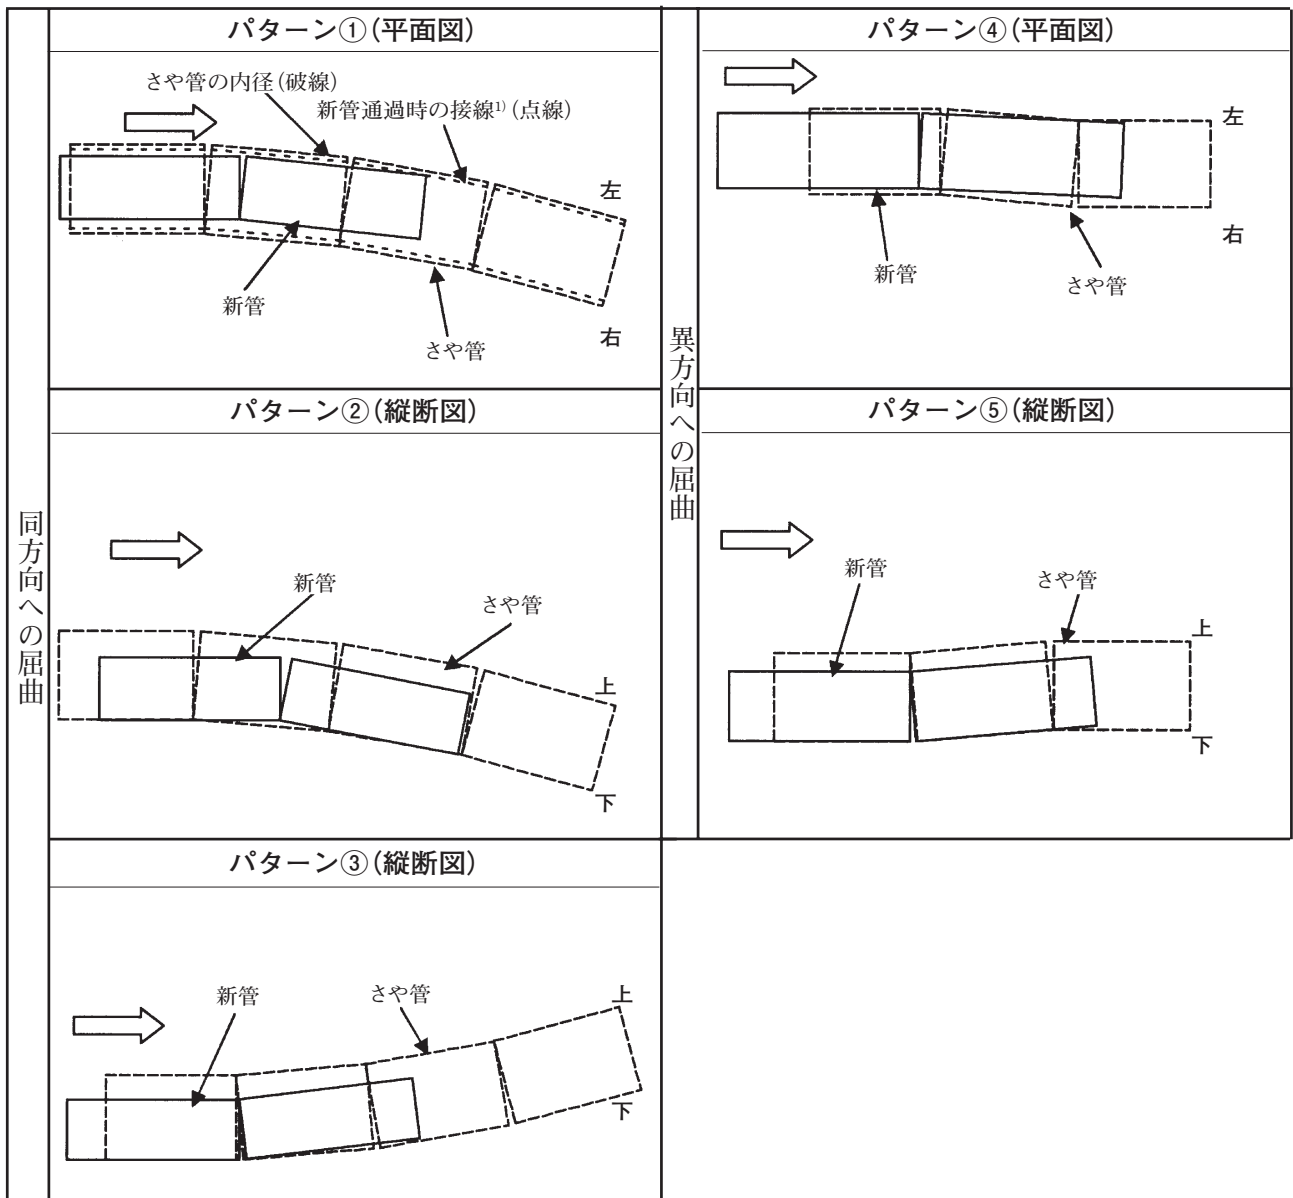 同方向への屈曲
パターン①(平面図)
さや管の内径(破線)
新管通過時の接線¹⁾(点線)
左
新管
さや管
右
パターン②(縦断図)
新管
さや管
上
下
パターン③(縦断図)
新管
さや管
上
下
異方向への屈曲
パターン④(平面図)
左
右
新管
さや管
パターン⑤(縦断図)
新管
さや管
上
下